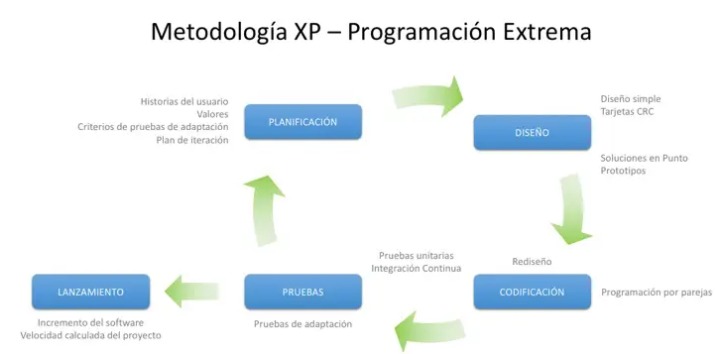 Metodología XP – Programación Extrema
Historias del usuario
Valores
Criterios de pruebas de adaptación
Plan de iteración
PLANIFICACIÓN
DISEÑO
Diseño simple
Tarjetas CRC
Soluciones en Punto
Prototipos
Rediseño
CODIFICACIÓN
Programación por parejas
Pruebas unitarias
Integración Continua
PRUEBAS
Pruebas de adaptación
LANZAMIENTO
Incremento del software
Velocidad calculada del proyecto